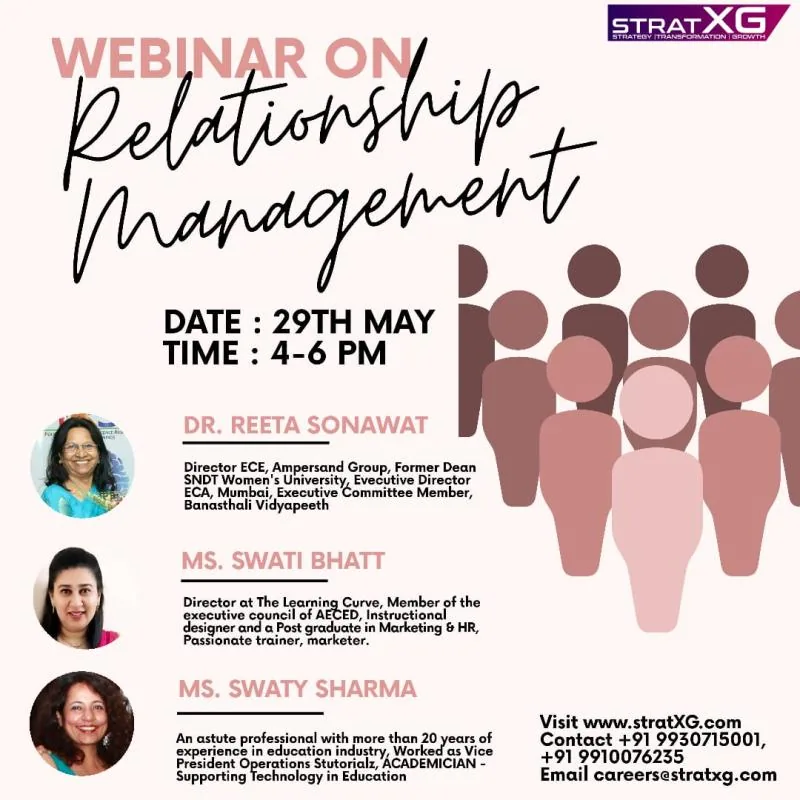 STRATXG
STRATEGY |TRANSFORMATION | GROWTH
WEBINAR ON
Relationship
Management
DATE : 29TH MAY
TIME : 4-6 PM
DR. REETA SONAWAT
Director ECE, Ampersand Group, Former Dean
SNDT Women's University, Evecutive Director
ECA, Mumbai, Executive Committee Member,
Banasthali Vidyapeeth
MS. SWATI BHATT
Director at The Learning Curve, Member of the
executive council of AECED, Instructional
designer and a Post graduate in Marketing & HR,
Passionate trainer, marketer.
MS. SWATY SHARMA
An astute professional with more than 20 years of
experience in education industry, Worked as Vice
President Operations Stutorialz, ACADEMICIAN -
Supporting Technology in Education
Visit www.stratXG.com
Contact +91 9930715001,
+91 9910076235
Email careers@stratxg.com